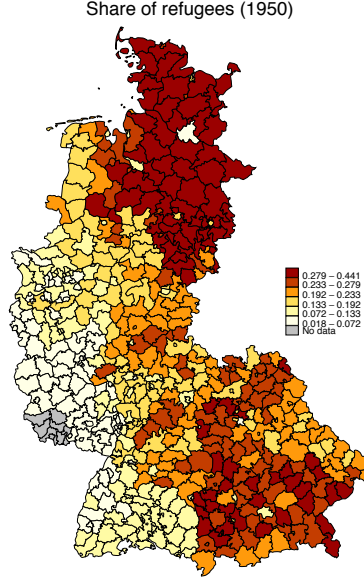 Share of refugees (1950)
0.279 – 0.441
0.233 – 0.279
0.192 – 0.233
0.133 – 0.192
0.072 – 0.133
0.018 – 0.072
No data